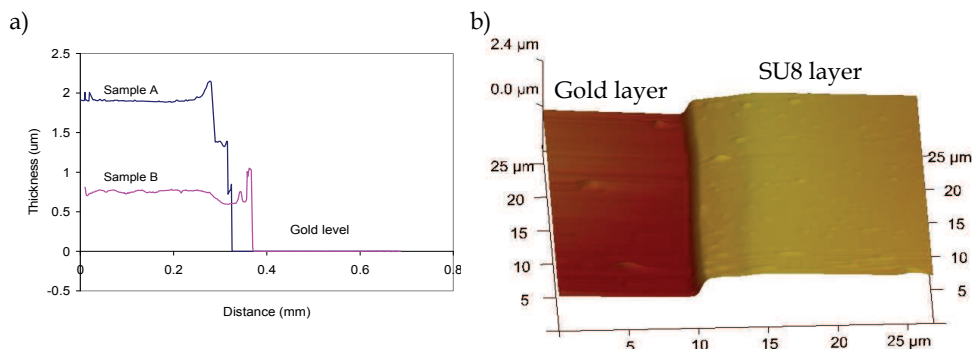 a)
2.5
2
1.5
1
0.5
0
-0.5
Thickness (um)
Sample A
Sample B
Gold level
0 0.2 0.4 0.6 0.8
Distance (mm)
b)
2.4 µm
0.0 µm
Gold layer
SU8 layer
25 µm
20
15
10
5
25 µm
20
15
10
5
5 10 15 20 25 µm